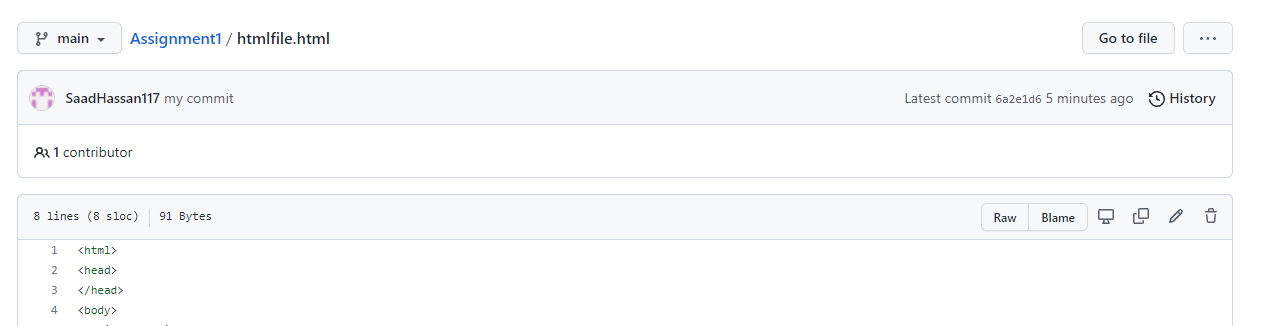 main Assignment1 / htmlfile.html Go to file ...
SaadHassan117 my commit Latest commit 6a2e1d6 5 minutes ago History
1 contributor
8 lines (8 sloc) 91 Bytes Raw Blame
1 <html>
2 <head>
3 </head>
4 <body>